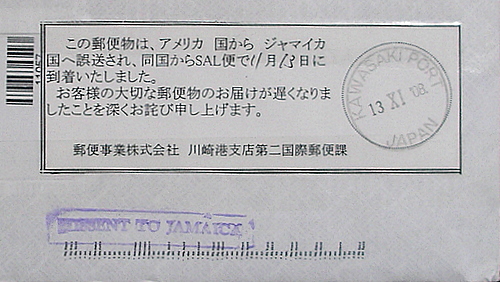 この郵便物は、アメリカ 国から ジャマイカ
国へ誤送され、同国からSAL便で11月13日に
到着いたしました。
お客様の大切な郵便物のお届けが遅くなりま
したことを深くお詫び申し上げます。
郵便事業株式会社 川崎港支店第二国際郵便課
KAWASAKI PORT
13 XI 08.
JAPAN
MISSENT TO JAMAICA